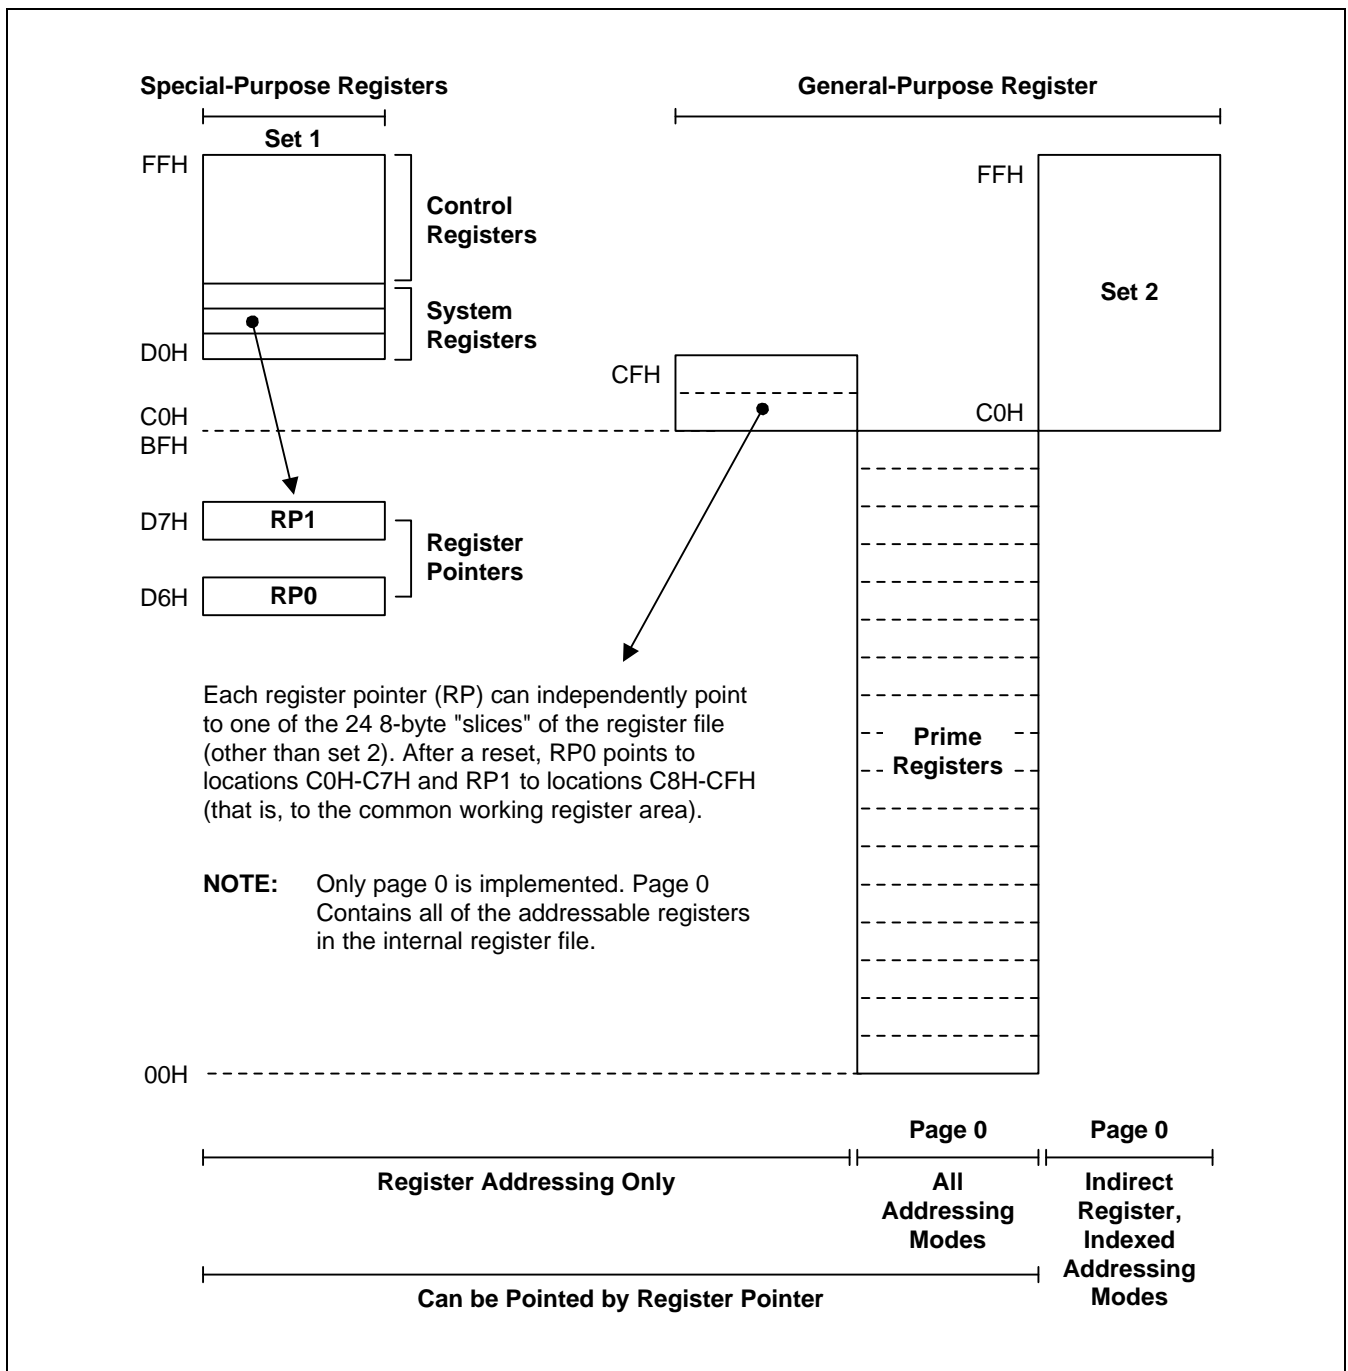 Special-Purpose Registers
General-Purpose Register
Set 1
FFH
Control
Registers
System
Registers
D0H
C0H
BFH
FFH
Set 2
CFH
C0H
D7H
RP1
Register
Pointers
D6H
RP0
Each register pointer (RP) can independently point
to one of the 24 8-byte "slices" of the register file
(other than set 2). After a reset, RP0 points to
locations C0H-C7H and RP1 to locations C8H-CFH
(that is, to the common working register area).
Prime
Registers
NOTE: Only page 0 is implemented. Page 0
Contains all of the addressable registers
in the internal register file.
00H
Page 0
Page 0
Register Addressing Only
All
Addressing
Modes
Indirect
Register,
Indexed
Addressing
Modes
Can be Pointed by Register Pointer